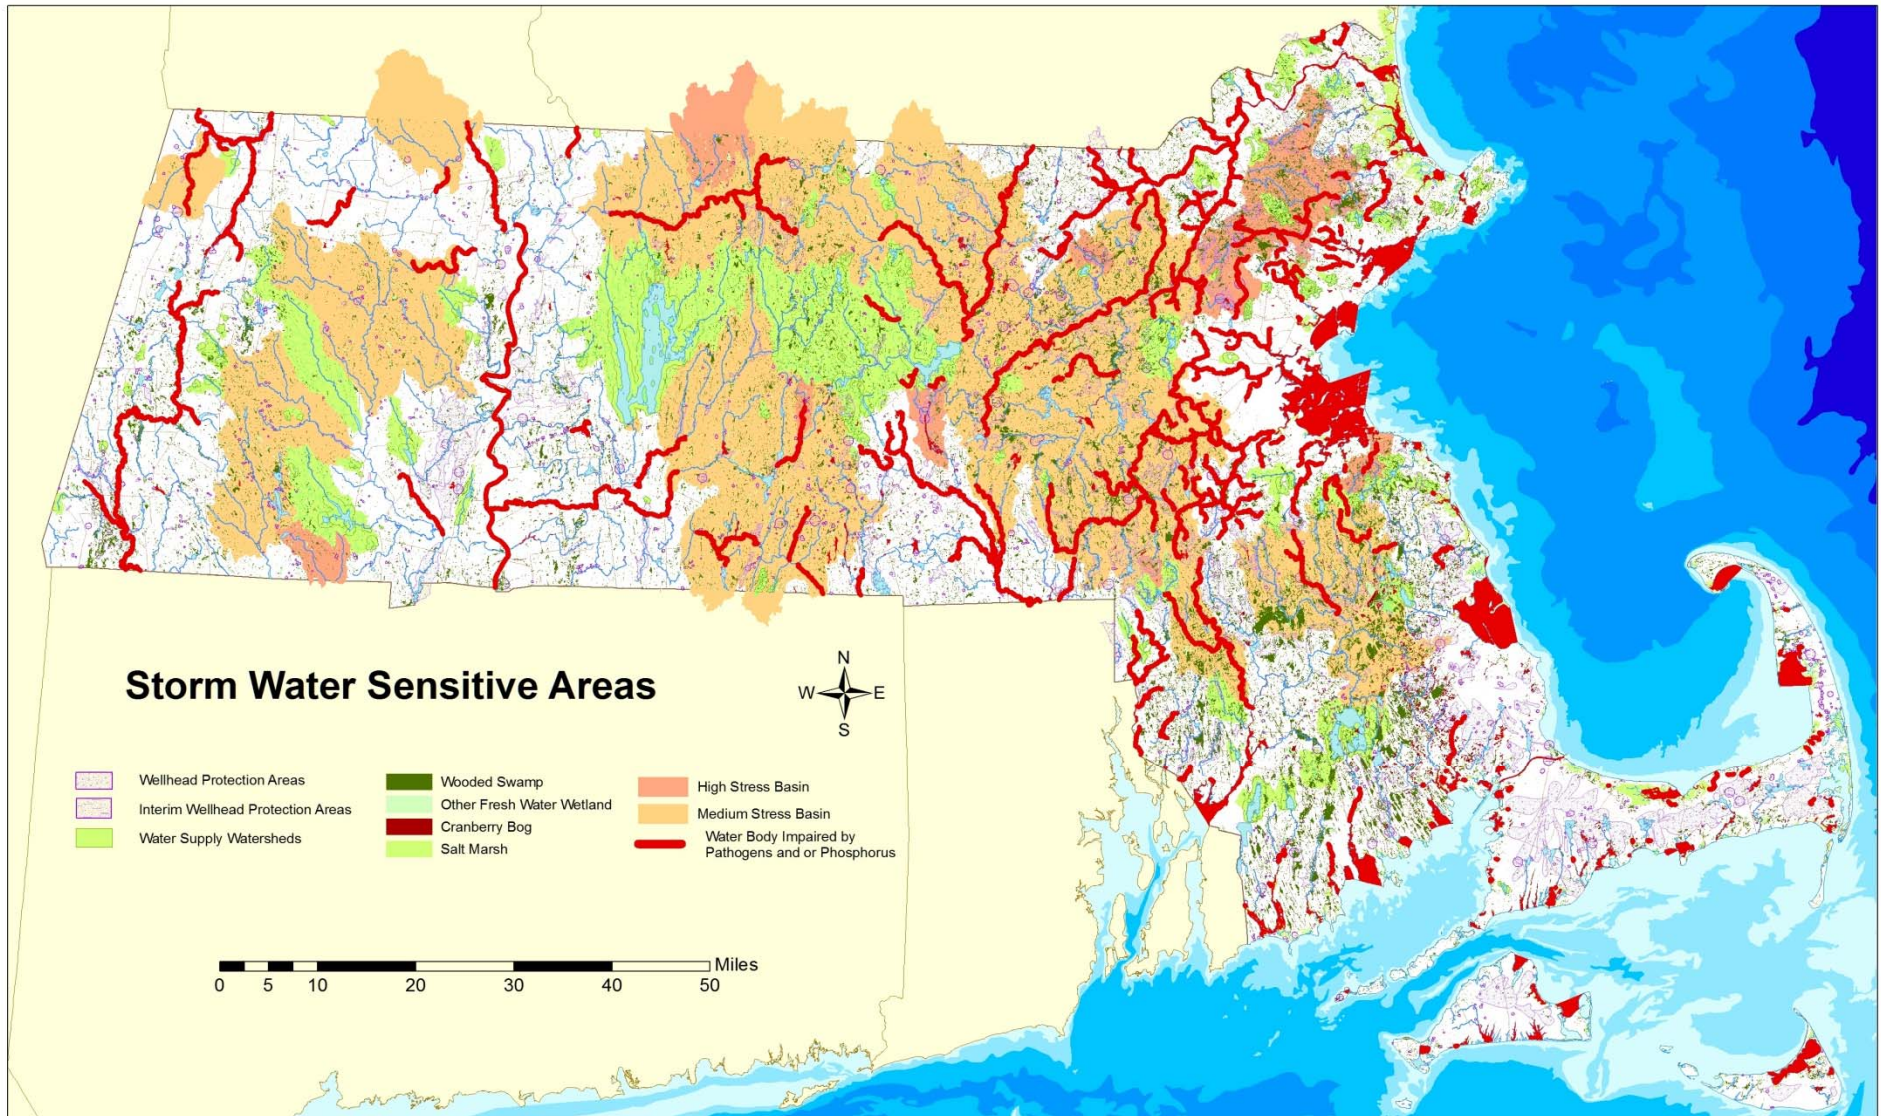 Storm Water Sensitive Areas
N
W E
S
Wellhead Protection Areas
Interim Wellhead Protection Areas
Water Supply Watersheds
Wooded Swamp
Other Fresh Water Wetland
Cranberry Bog
Salt Marsh
High Stress Basin
Medium Stress Basin
Water Body Impaired by
Pathogens and or Phosphorus
Miles
0 5 10 20 30 40 50